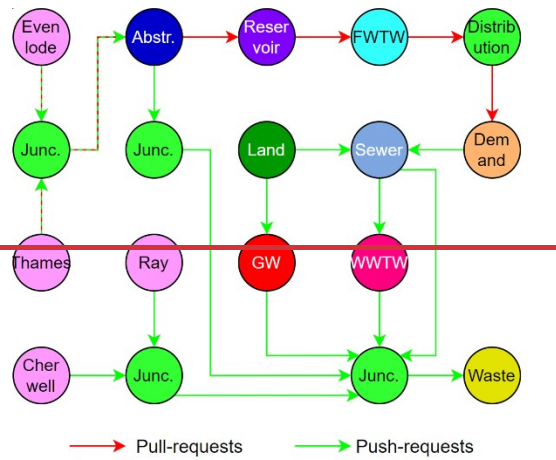 Even
lode
Abstr.
Reser
voir
FWTW
Distrib
ution
Junc.
Junc.
Land
Sewer
Dem
and
Thames
Ray
GW
WWTW
Cher
well
Junc.
Junc.
Waste
Pull-requests
Push-requests